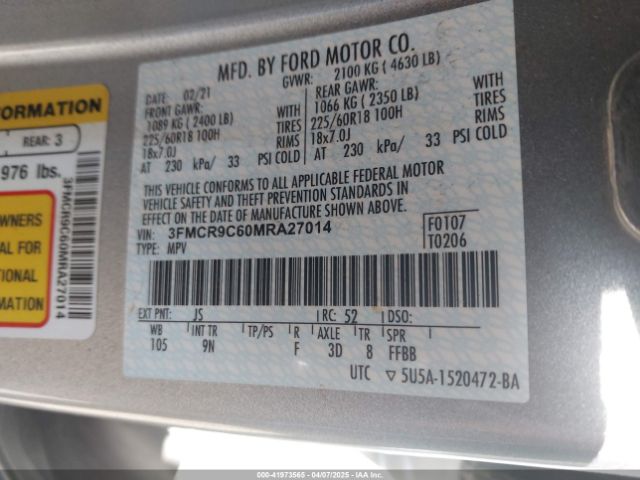 MFD. BY FORD MOTOR CO.
DATE: 02/21 GVWR: 2100 KG ( 4630 LB)
FRONT GAWR: WITH REAR GAWR: WITH
1089 KG ( 2400 LB) TIRES 1066 KG ( 2350 LB) TIRES
225/60R18 100H RIMS 225/60R18 100H RIMS
18x7.0J 18x7.0J
AT 230 kPa/ 33 PSI COLD AT 230 kPa/ 33 PSI COLD
THIS VEHICLE CONFORMS TO ALL APPLICABLE FEDERAL MOTOR
VEHICLE SAFETY AND THEFT PREVENTION STANDARDS IN
EFFECT ON THE DATE OF MANUFACTURE SHOWN ABOVE.
VIN: 3FMCR9C60MRA27014 F0107
TYPE: MPV T0206
EXT PNT: JS RC: 52 DSO:
WB INT TR TP/PS R AXLE TR SPR
105 9N F 3D 8 FFBB
UTC 5U5A-1520472-BA
FORMATION
REAR: 3
976 lbs.
3FMCR9C60MRA27014
WNERS
AL FOR
TIONAL
MATION
00-41973565 - 04/07/2025 - IAA Inc.